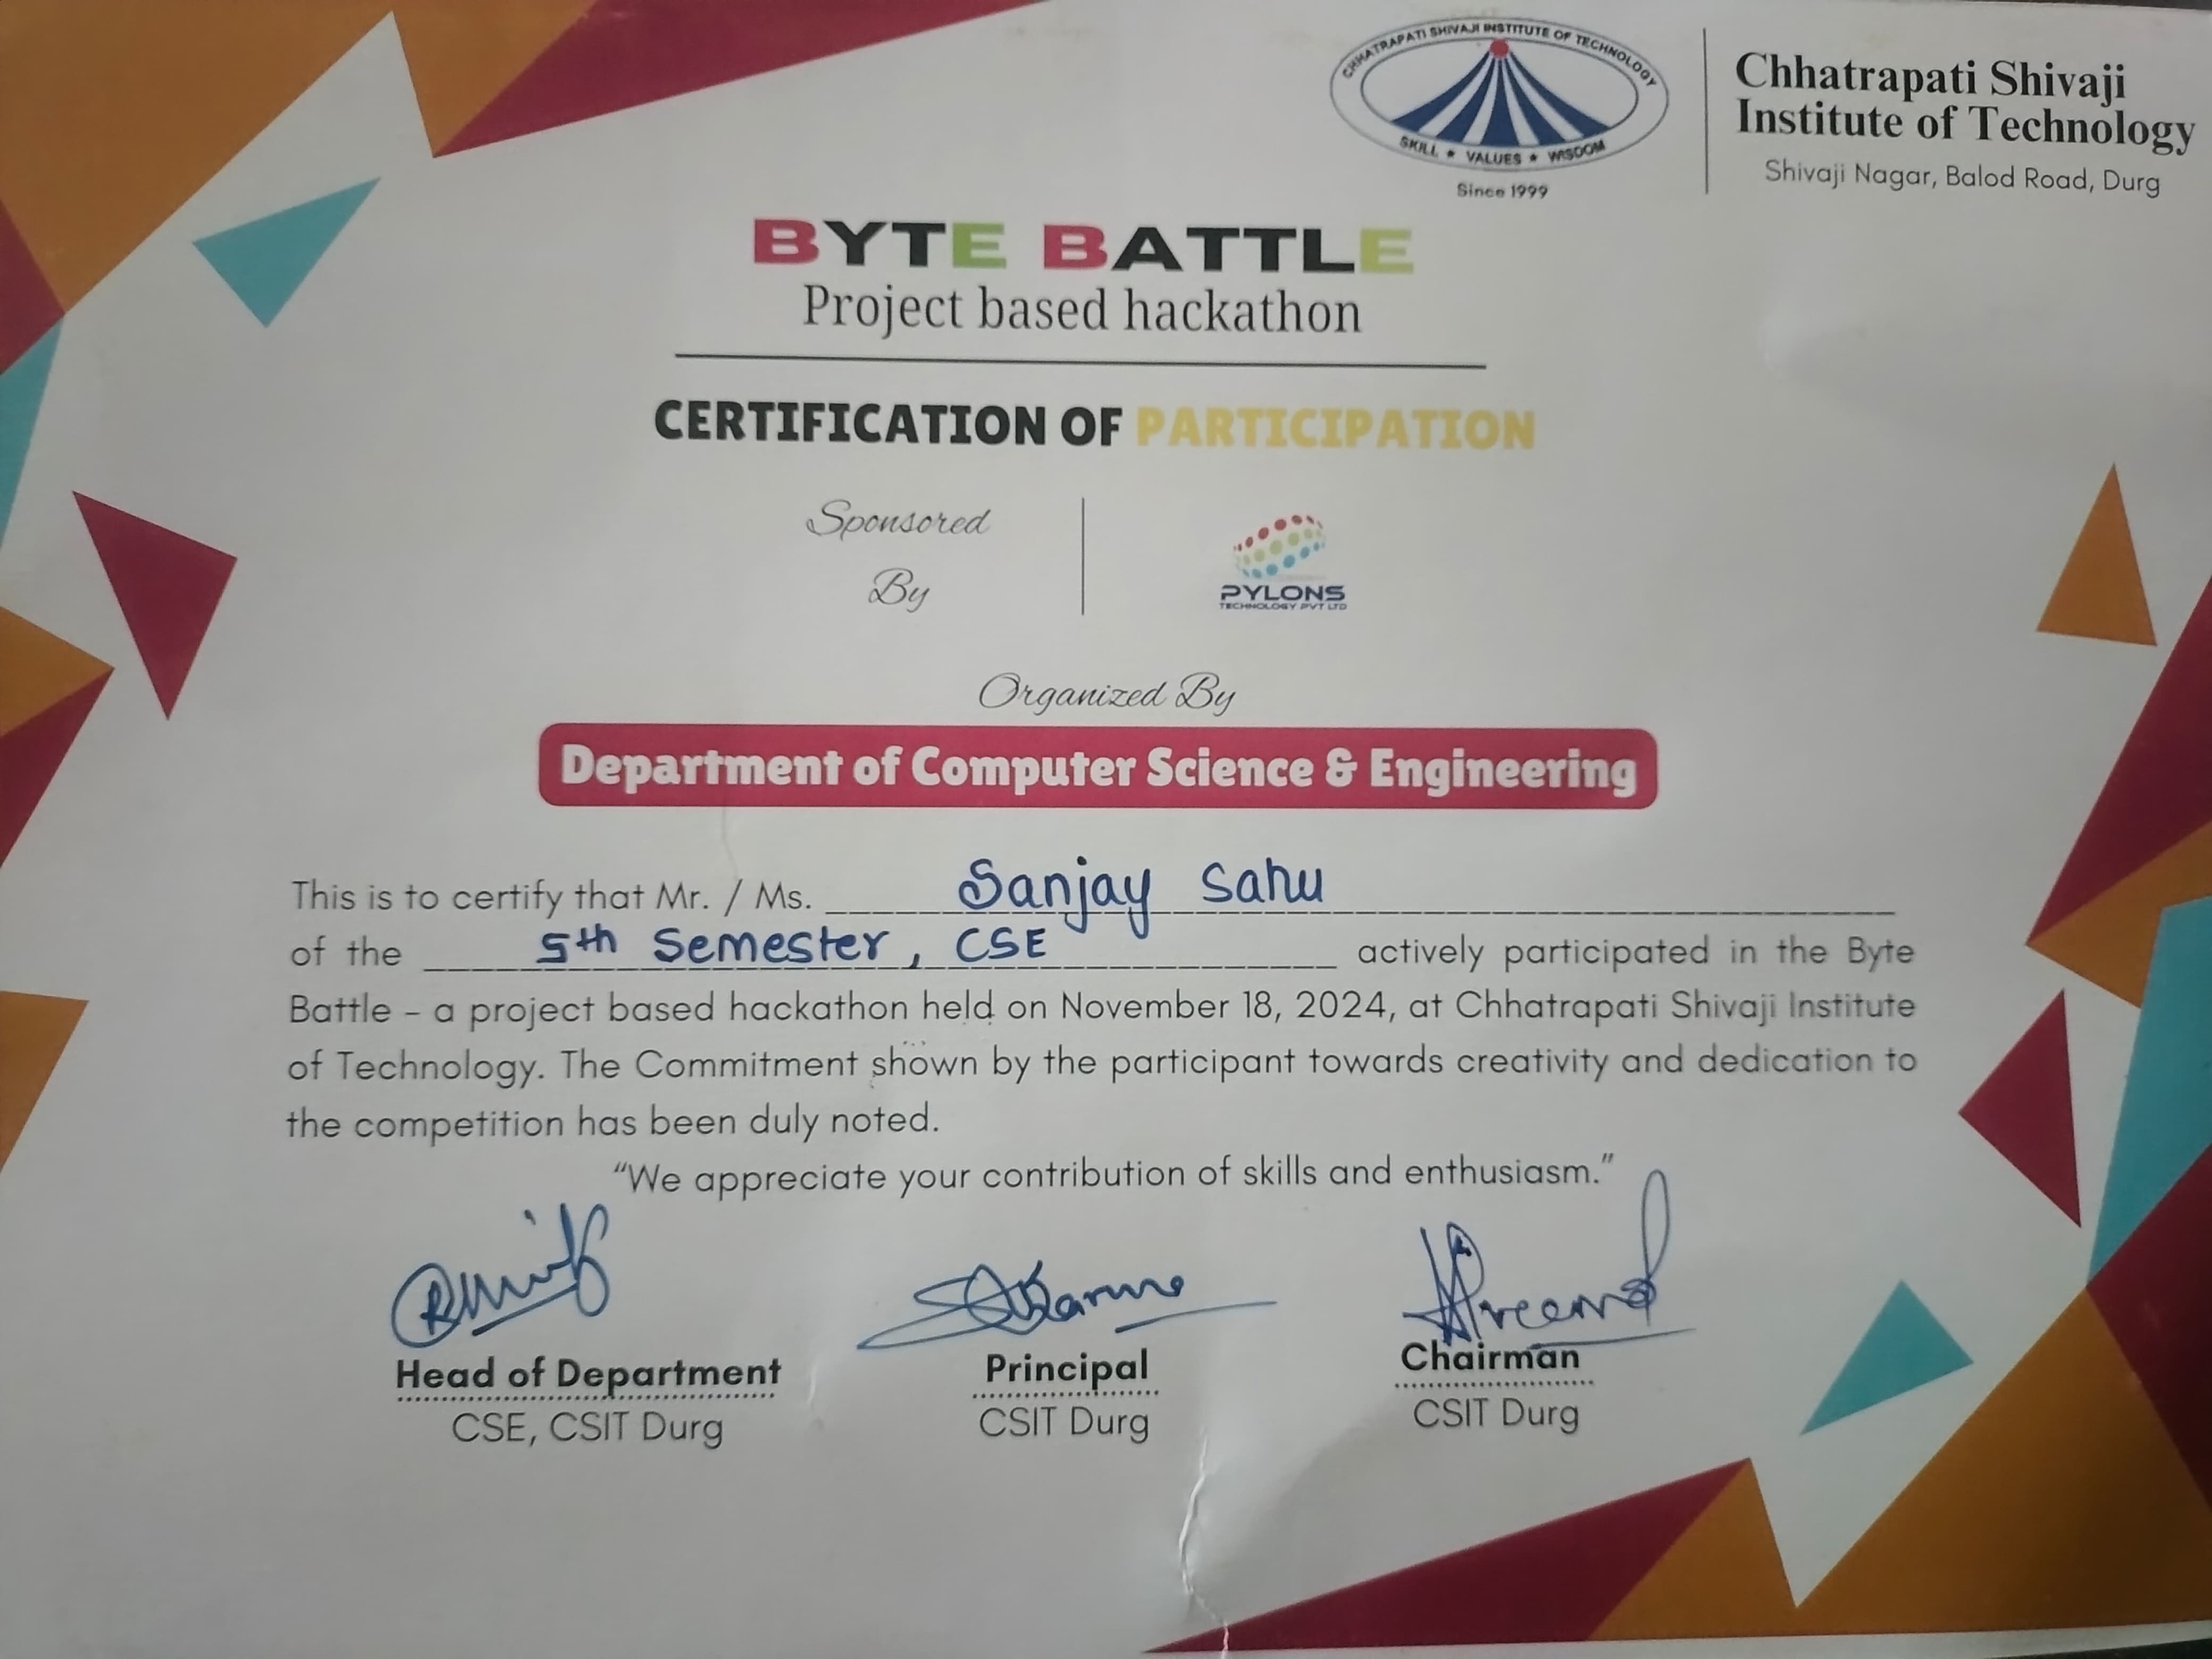 CHHATRAPATI SHIVAJI INSTITUTE OF TECHNOLOGY
SKILL ★ VALUES ★ WISDOM
Since 1999
Chhatrapati Shivaji
Institute of Technology
Shivaji Nagar, Balod Road, Durg
BYTE BATTLE
Project based hackathon
CERTIFICATION OF PARTICIPATION
Sponsored
By
PYLONS
TECHNOLOGY PVT LTD
Organized By
Department of Computer Science & Engineering
This is to certify that Mr. / Ms. Sanjay Sahu
of the 5th Semester, CSE actively participated in the Byte
Battle - a project based hackathon held on November 18, 2024, at Chhatrapati Shivaji Institute
of Technology. The Commitment shown by the participant towards creativity and dedication to
the competition has been duly noted.
“We appreciate your contribution of skills and enthusiasm.”
Head of Department
CSE, CSIT Durg
Principal
CSIT Durg
Chairman
CSIT Durg